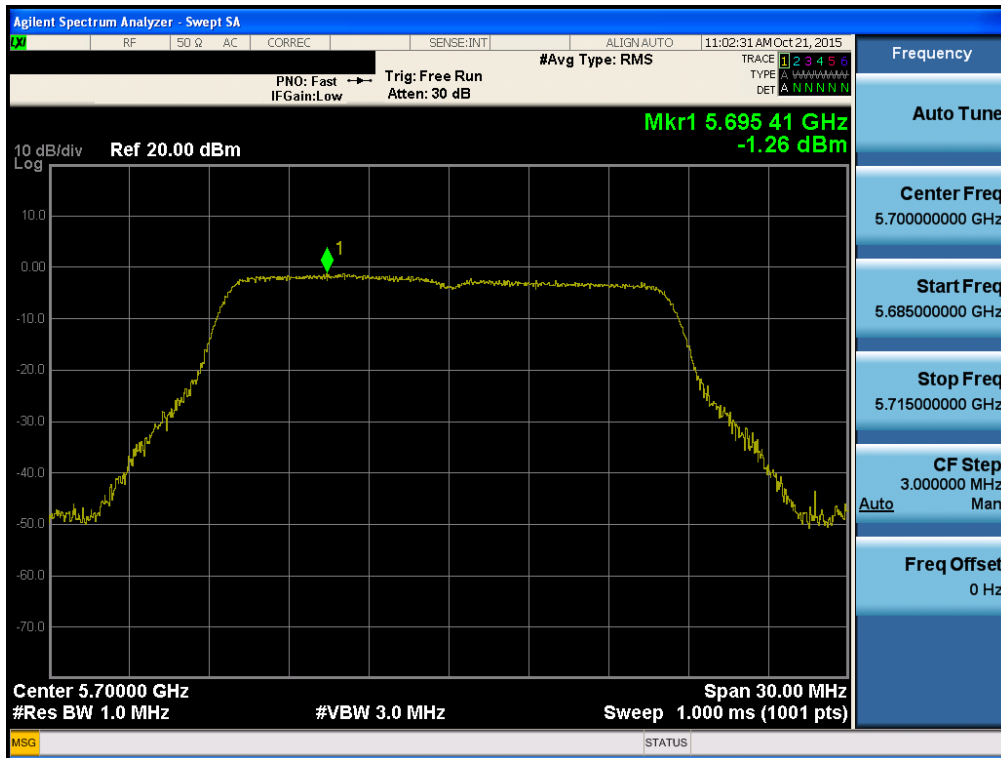 Agilent Spectrum Analyzer - Swept SA
LXI RF 50 Ω AC CORREC SENSE:INT ALIGNAUTO 11:02:31 AM Oct 21, 2015
PNO: Fast
IFGain:Low
Trig: Free Run
Atten: 30 dB
#Avg Type: RMS
TRACE 1 2 3 4 5 6
TYPE A WWWWW
DET A N N N N N
Mkr1 5.695 41 GHz
-1.26 dBm
10 dB/div Ref 20.00 dBm
Log
10.0
0.00
-10.0
-20.0
-30.0
-40.0
-50.0
-60.0
-70.0
1
Center 5.70000 GHz Span 30.00 MHz
#Res BW 1.0 MHz #VBW 3.0 MHz Sweep 1.000 ms (1001 pts)
MSG STATUS
Frequency
Auto Tune
Center Freq
5.700000000 GHz
Start Freq
5.685000000 GHz
Stop Freq
5.715000000 GHz
CF Step
3.000000 MHz
Auto Man
Freq Offset
0 Hz